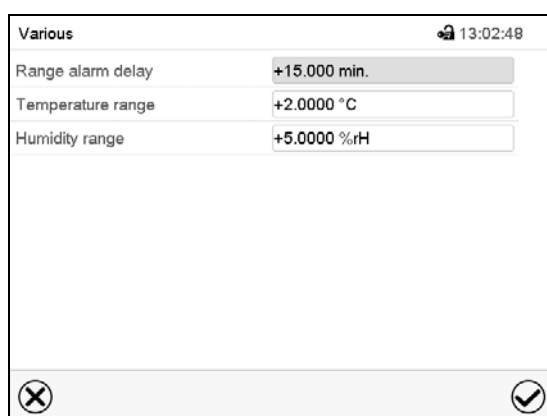 Various 13:02:48
Range alarm delay +15.000 min.
Temperature range +2.0000 °C
Humidity range +5.0000 %rH